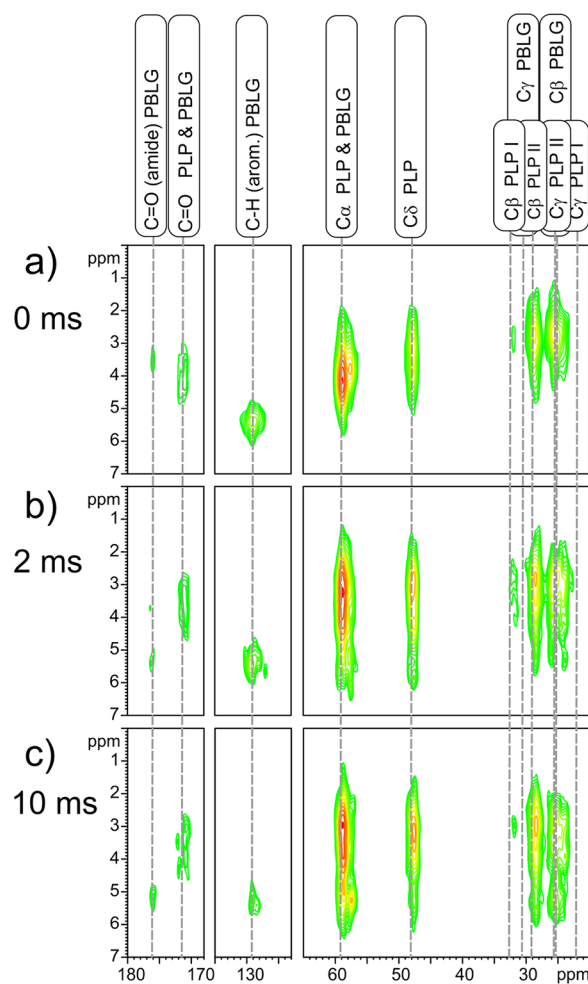 C=O (amide) PBLG
C=O PLP & PBLG
C-H (arom.) PBLG
Cα PLP & PBLG
Cδ PLP
Cβ PLP I
Cγ PBLG
Cβ PLP II
Cβ PBLG
Cγ PLP II
Cγ PLP I
a)
0 ms
ppm
1
2
3
4
5
6
7
b)
2 ms
ppm
1
2
3
4
5
6
7
c)
10 ms
ppm
1
2
3
4
5
6
7
180 170 130 60 50 40 30 ppm